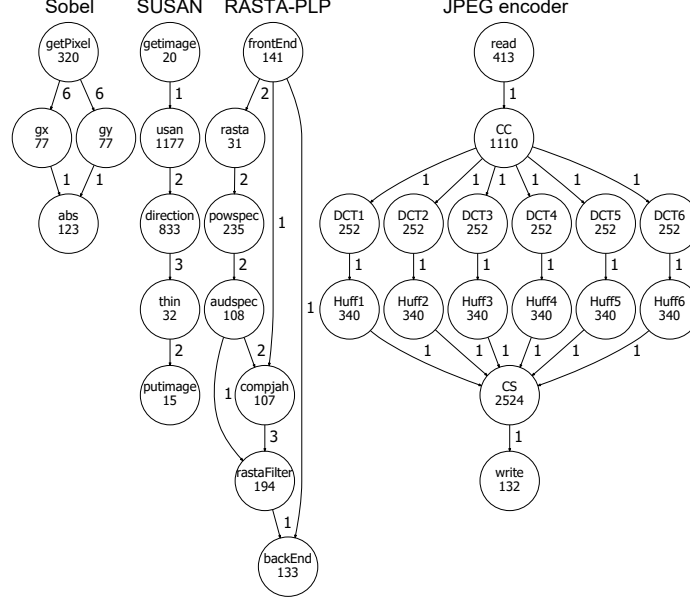 Sobel
SUSAN
RASTA-PLP
JPEG encoder
getPixel
320
6
6
gx
77
gy
77
1
1
abs
123
getimage
20
1
usan
1177
2
direction
833
3
thin
32
2
putimage
15
frontEnd
141
2
rasta
31
2
powspec
235
1
2
audspec
108
1
2
1
compjah
107
3
rastaFilter
194
1
backEnd
133
read
413
1
CC
1110
1
1
1
1
1
1
DCT1
252
DCT2
252
DCT3
252
DCT4
252
DCT5
252
DCT6
252
1
1
1
1
1
1
Huff1
340
Huff2
340
Huff3
340
Huff4
340
Huff5
340
Huff6
340
1
1
1
1
1
1
CS
2524
1
write
132